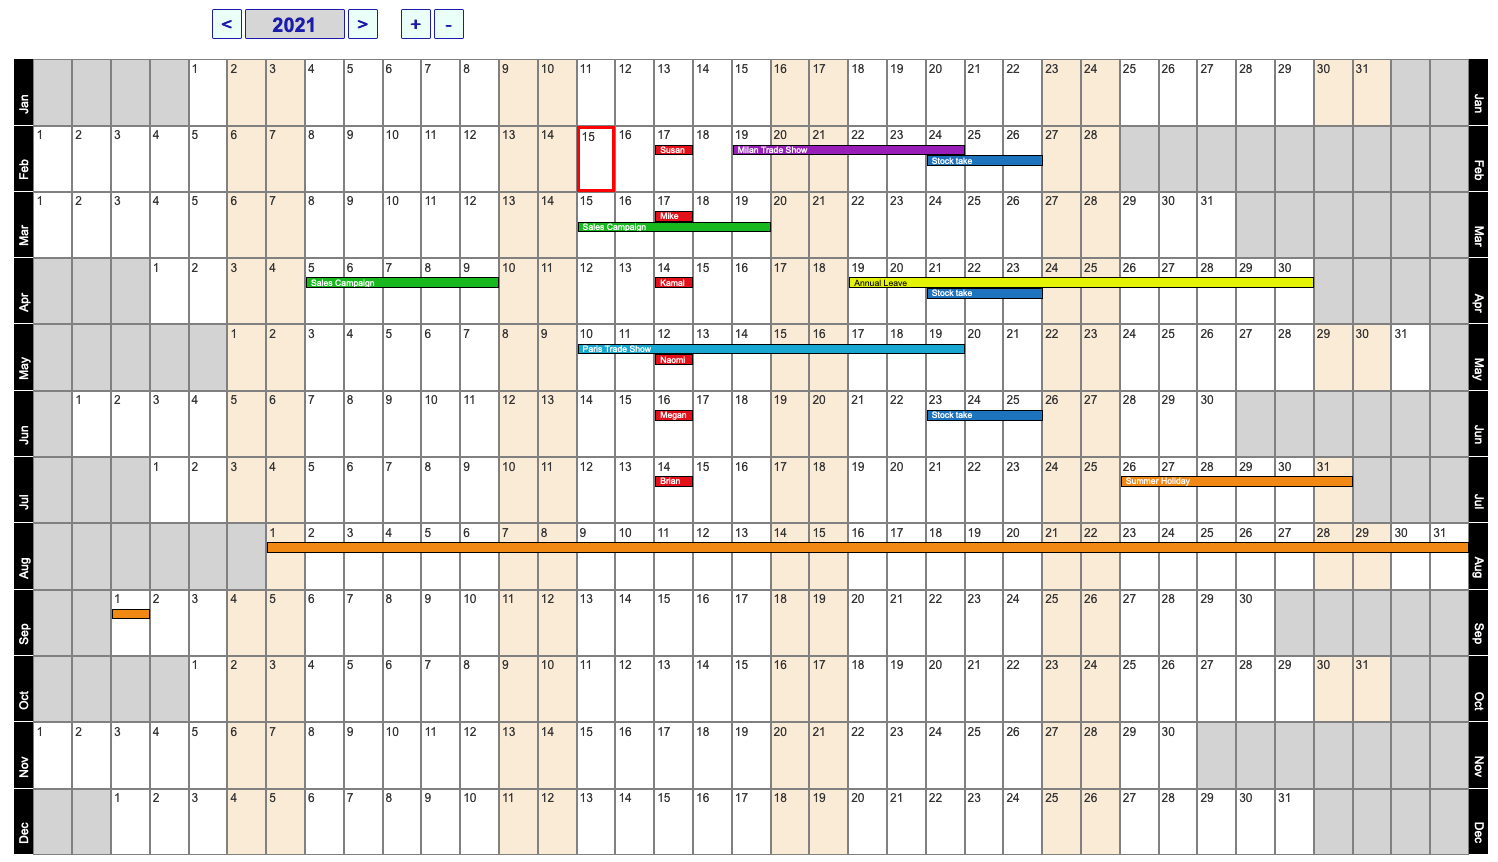 < 2021 > + -
Jan 1 2 3 4 5 6 7 8 9 10 11 12 13 14 15 16 17 18 19 20 21 22 23 24 25 26 27 28 29 30 31 Jan
Feb 1 2 3 4 5 6 7 8 9 10 11 12 13 14 15 16 17 18 19 20 21 22 23 24 25 26 27 28 Feb
Susan Milan Trade Show
Stock take
Mar 1 2 3 4 5 6 7 8 9 10 11 12 13 14 15 16 17 18 19 20 21 22 23 24 25 26 27 28 29 30 31 Mar
Mike
Sales Campaign
Apr 1 2 3 4 5 6 7 8 9 10 11 12 13 14 15 16 17 18 19 20 21 22 23 24 25 26 27 28 29 30 Apr
Sales Campaign Kamal Annual Leave
Stock take
May 1 2 3 4 5 6 7 8 9 10 11 12 13 14 15 16 17 18 19 20 21 22 23 24 25 26 27 28 29 30 31 May
Paris Trade Show
Naomi
Jun 1 2 3 4 5 6 7 8 9 10 11 12 13 14 15 16 17 18 19 20 21 22 23 24 25 26 27 28 29 30 Jun
Megan Stock take
Jul 1 2 3 4 5 6 7 8 9 10 11 12 13 14 15 16 17 18 19 20 21 22 23 24 25 26 27 28 29 30 31 Jul
Brian Summer Holiday
Aug 1 2 3 4 5 6 7 8 9 10 11 12 13 14 15 16 17 18 19 20 21 22 23 24 25 26 27 28 29 30 31 Aug
Sep 1 2 3 4 5 6 7 8 9 10 11 12 13 14 15 16 17 18 19 20 21 22 23 24 25 26 27 28 29 30 Sep
Oct 1 2 3 4 5 6 7 8 9 10 11 12 13 14 15 16 17 18 19 20 21 22 23 24 25 26 27 28 29 30 31 Oct
Nov 1 2 3 4 5 6 7 8 9 10 11 12 13 14 15 16 17 18 19 20 21 22 23 24 25 26 27 28 29 30 Nov
Dec 1 2 3 4 5 6 7 8 9 10 11 12 13 14 15 16 17 18 19 20 21 22 23 24 25 26 27 28 29 30 31 Dec